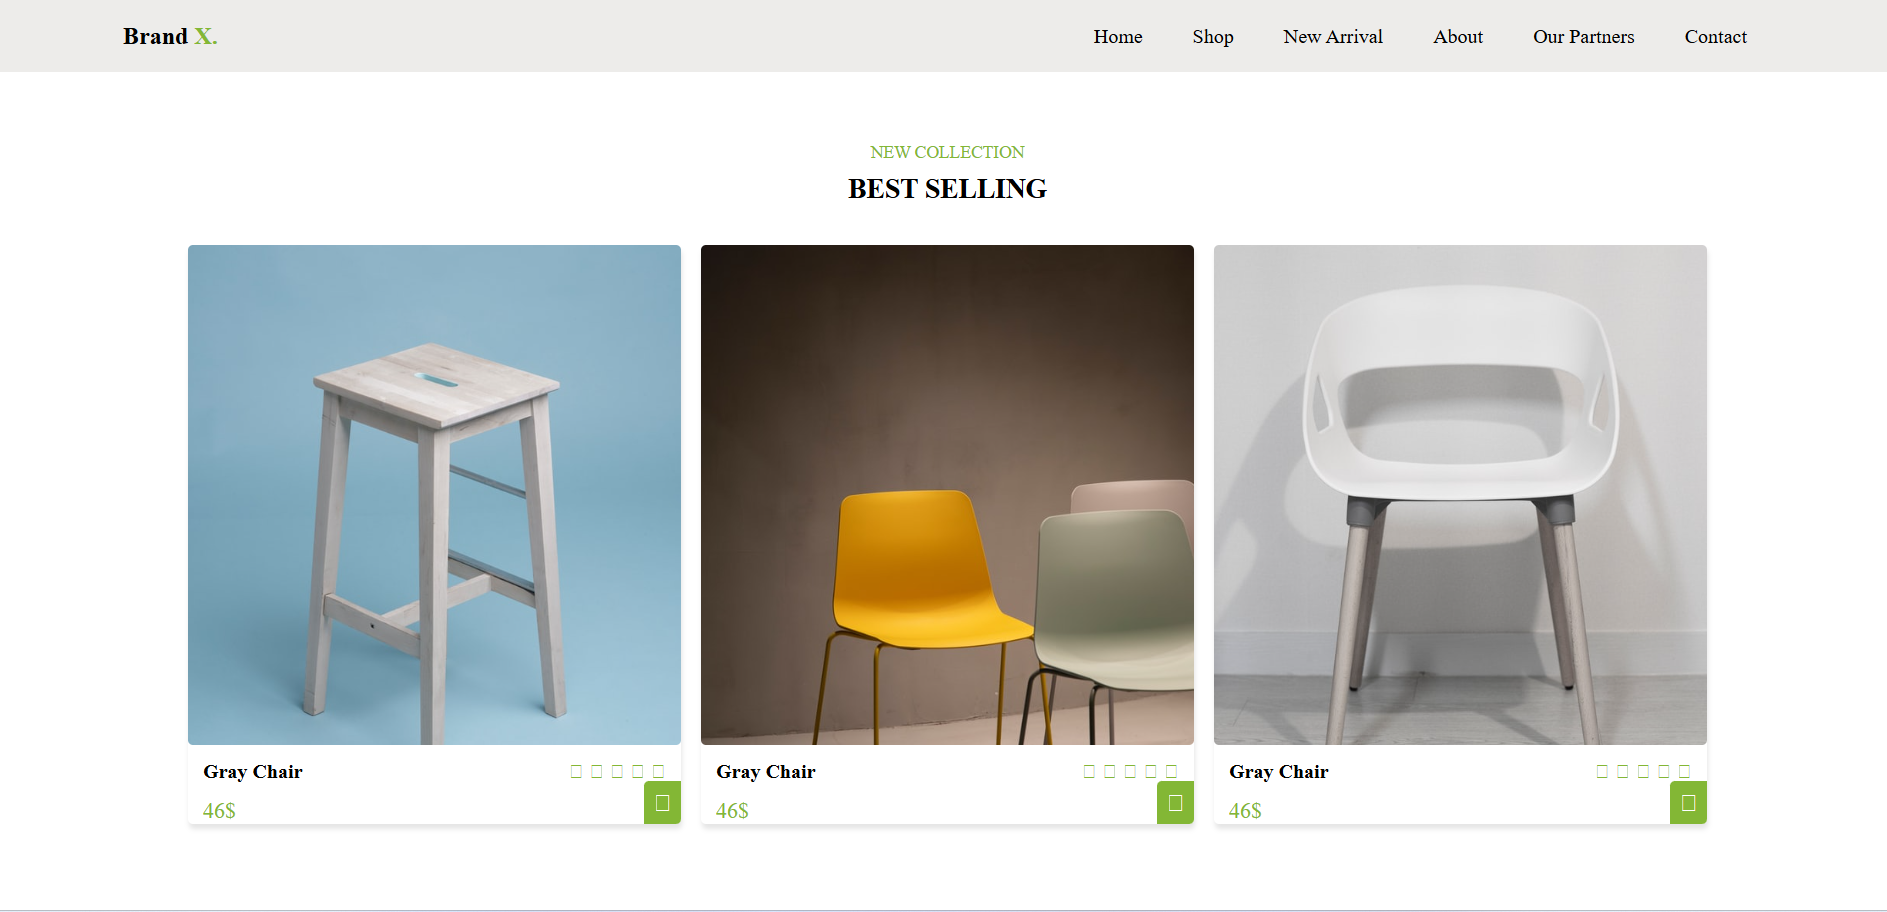 Brand X.
Home Shop New Arrival About Our Partners Contact
NEW COLLECTION
BEST SELLING
Gray Chair
46$
Gray Chair
46$
Gray Chair
46$